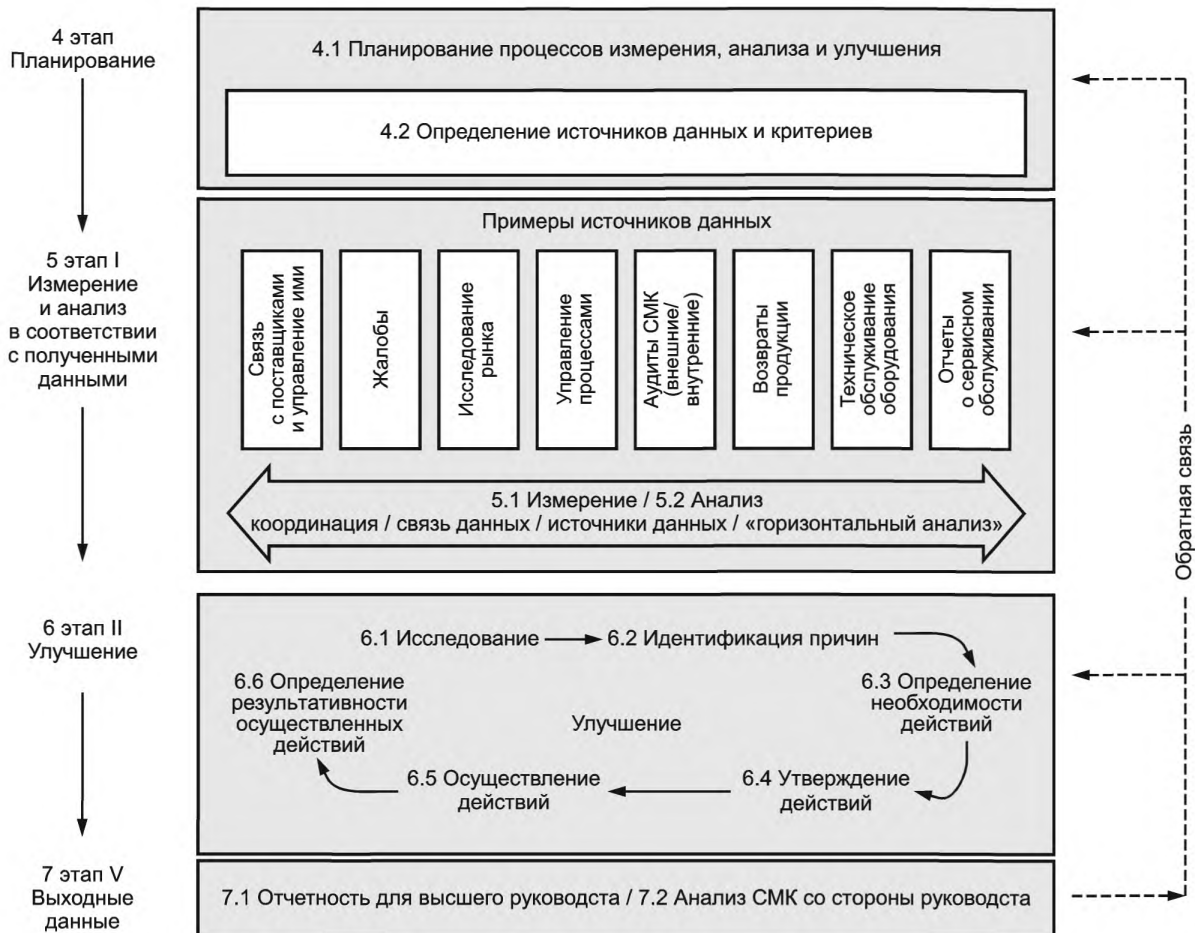 4 этап
Планирование
4.1 Планирование процессов измерения, анализа и улучшения
4.2 Определение источников данных и критериев
5 этап I
Измерение
и анализ
в соответствии
с полученными
данными
Примеры источников данных
Связь
с поставщиками
и управление ими
Жалобы
Исследование
рынка
Управление
процессами
Аудиты СМК
(внешние/
внутренние)
Возвраты
продукции
Техническое
обслуживание
оборудования
Отчеты
о сервисном
обслуживании
5.1 Измерение / 5.2 Анализ
координация / связь данных / источники данных / «горизонтальный анализ»
6 этап II
Улучшение
6.1 Исследование
6.2 Идентификация причин
6.3 Определение
необходимости
действий
6.4 Утверждение
действий
6.5 Осуществление
действий
6.6 Определение
результативности
осуществленных
действий
Улучшение
7 этап V
Выходные
данные
7.1 Отчетность для высшего руководста / 7.2 Анализ СМК со стороны руководста
Обратная связь